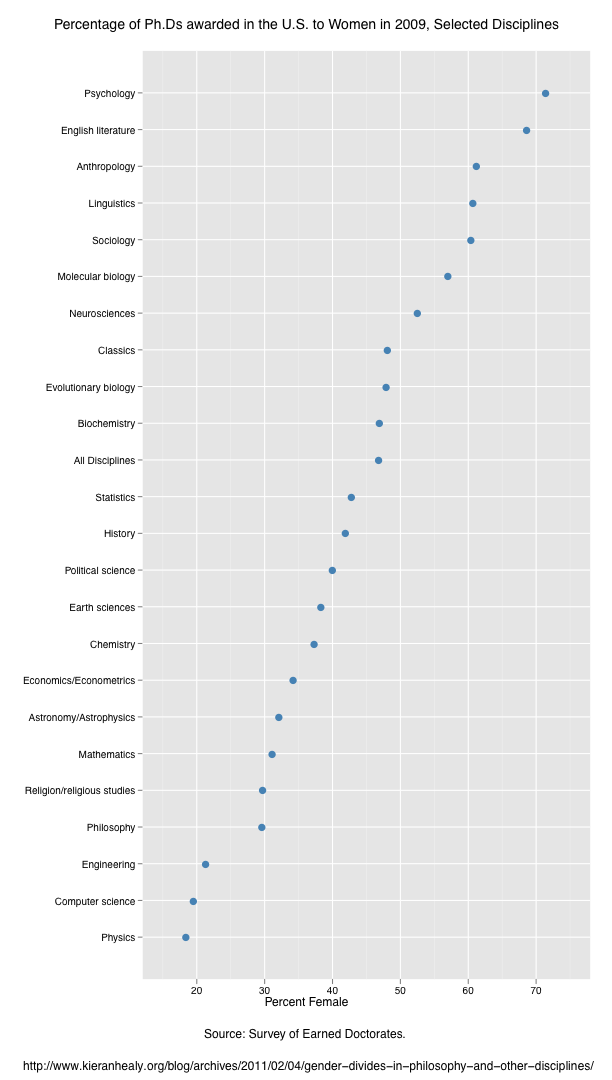 Percentage of Ph.Ds awarded in the U.S. to Women in 2009, Selected Disciplines
Psychology
English literature
Anthropology
Linguistics
Sociology
Molecular biology
Neurosciences
Classics
Evolutionary biology
Biochemistry
All Disciplines
Statistics
History
Political science
Earth sciences
Chemistry
Economics/Econometrics
Astronomy/Astrophysics
Mathematics
Religion/religious studies
Philosophy
Engineering
Computer science
Physics
20 30 40 50 60 70
Percent Female
Source: Survey of Earned Doctorates.
http://www.kieranhealy.org/blog/archives/2011/02/04/gender-divides-in-philosophy-and-other-disciplines/